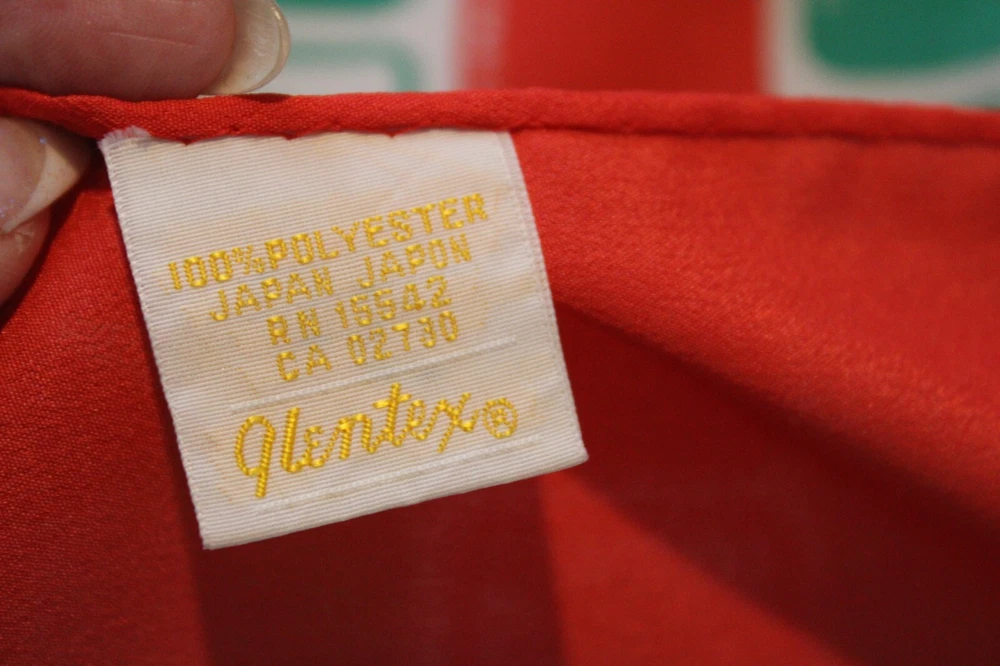 100% POLYESTER
JAPAN JAPON
RN 15542
CA 02730
glentex®